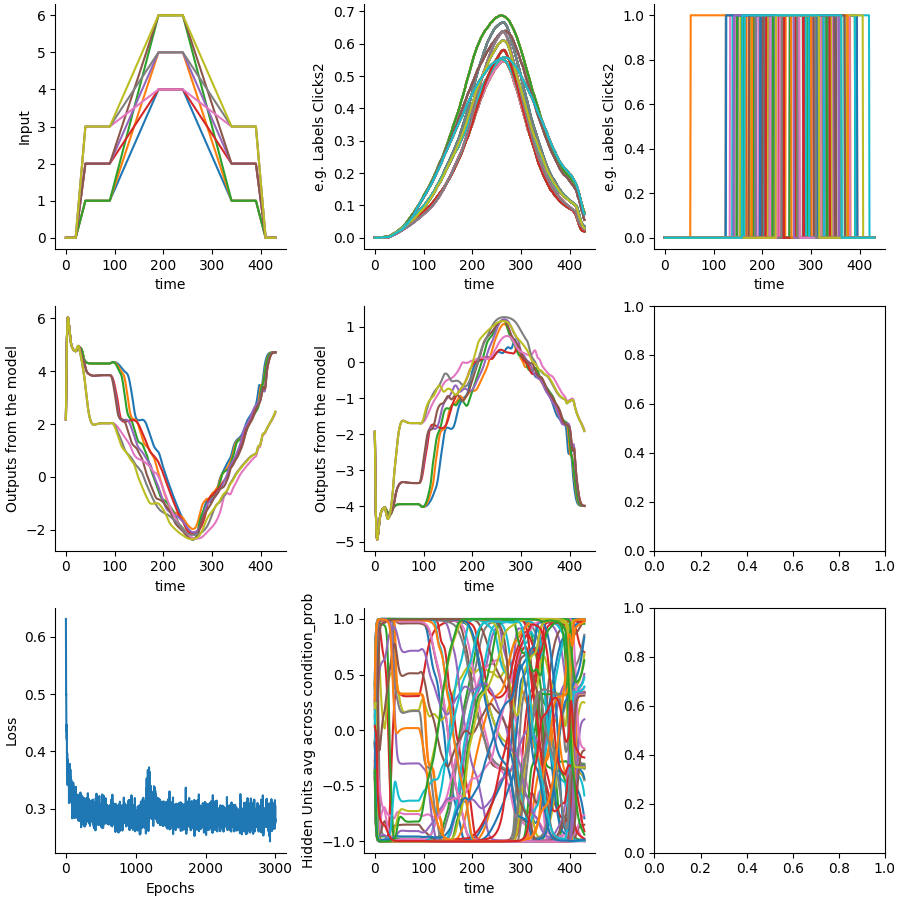 6
5
4
3
2
1
0
Input
0 100 200 300 400
time
0.7
0.6
0.5
0.4
0.3
0.2
0.1
0.0
e.g. Labels Clicks2
0 100 200 300 400
time
1.0
0.8
0.6
0.4
0.2
0.0
e.g. Labels Clicks2
0 100 200 300 400
time
6
4
2
0
−2
Outputs from the model
0 100 200 300 400
time
1
0
−1
−2
−3
−4
−5
Outputs from the model
0 100 200 300 400
time
1.0
0.8
0.6
0.4
0.2
0.0
0.0 0.2 0.4 0.6 0.8 1.0
0.6
0.5
0.4
0.3
Loss
0 1000 2000 3000
Epochs
1.0
0.5
0.0
−0.5
−1.0
Hidden Units avg across condition_prob
0 100 200 300 400
time
1.0
0.8
0.6
0.4
0.2
0.0
0.0 0.2 0.4 0.6 0.8 1.0